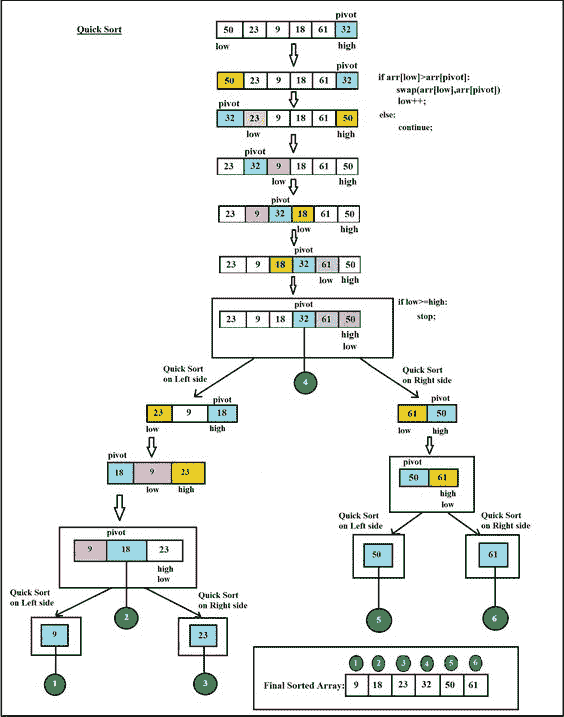 Quick Sort
pivot
50 23 9 18 61 32
low high
pivot
50 23 9 18 61 32
if arr[low]>arr[pivot]:
swap(arr[low],arr[pivot])
low++;
else;
continue;
pivot
32 23 9 18 61 50
low high
pivot
23 32 9 18 61 50
low high
pivot
23 9 32 18 61 50
low high
pivot
23 9 18 32 61 50
low high
if low>=high:
stop;
pivot
23 9 18 32 61 50
high
low
4
Quick Sort
on Left side
Quick Sort
on Right side
pivot
23 9 18
low high
pivot
61 50
low high
pivot
18 9 23
low high
pivot
50 61
high
low
pivot
9 18 23
high
low
2
Quick Sort
on Left side
Quick Sort
on Right side
50
61
5
6
Quick Sort
on Left side
Quick Sort
on Right side
9
23
1
3
1 2 3 4 5 6
Final Sorted Array: 9 18 23 32 50 61